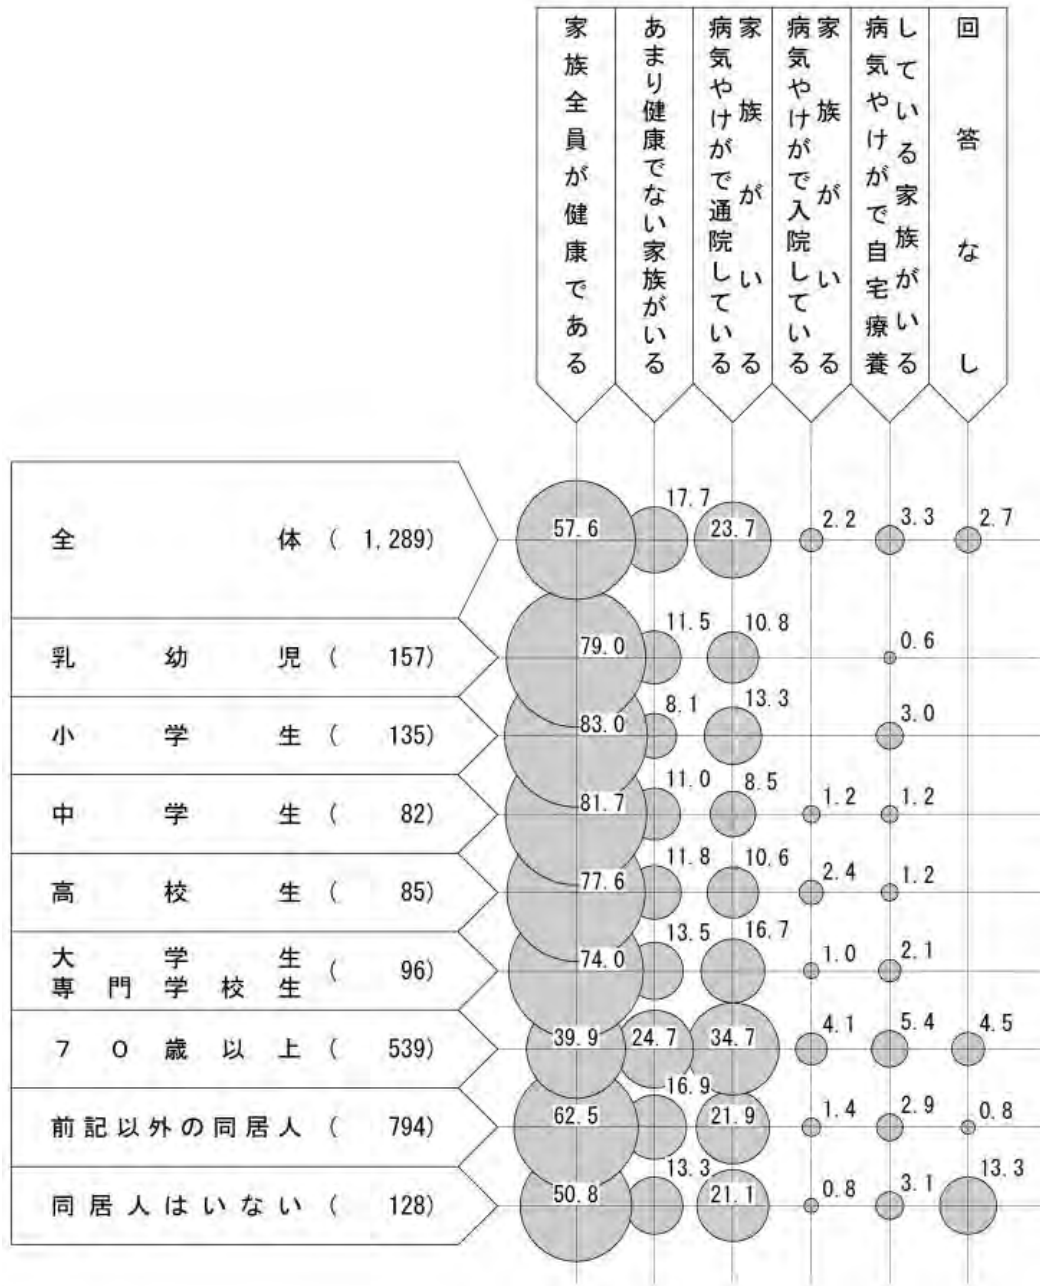 家族全員が健康である
あまり健康でない家族がいる
病気やけがで通院している
家族がいる
病気やけがで入院している
家族がいる
病気やけがで自宅療養
している家族がいる
回答なし
全体 ( 1,289)
57.6 17.7 23.7 2.2 3.3 2.7
乳幼児 ( 157)
79.0 11.5 10.8 0.6
小学生 ( 135)
83.0 8.1 13.3 3.0
中学生 ( 82)
81.7 11.0 8.5 1.2 1.2
高校生 ( 85)
77.6 11.8 10.6 2.4 1.2
大学生
専門学校生 ( 96)
74.0 13.5 16.7 1.0 2.1
70歳以上 ( 539)
39.9 24.7 34.7 4.1 5.4 4.5
前記以外の同居人 ( 794)
62.5 16.9 21.9 1.4 2.9 0.8
同居人はいない ( 128)
50.8 13.3 21.1 0.8 3.1 13.3